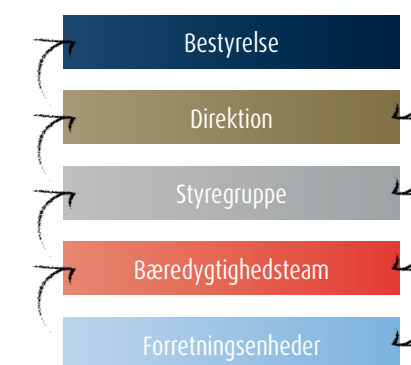 Bestyrelse
Direktion
Styregruppe
Bæredygtighedsteam
Forretningsenheder